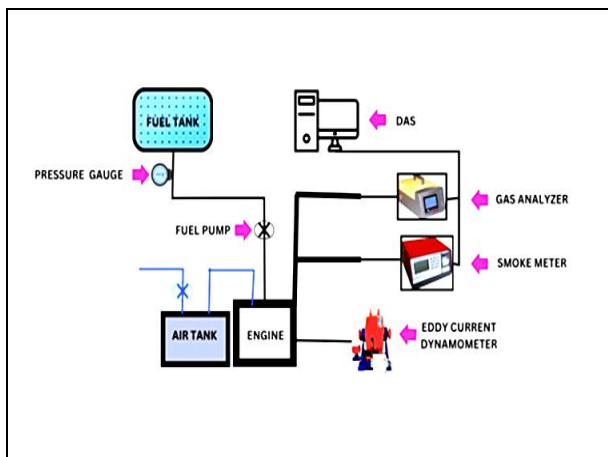 FUEL TANK
DAS
PRESSURE GAUGE
GAS ANALYZER
FUEL PUMP
SMOKE METER
AIR TANK
ENGINE
EDDY CURRENT
DYNAMOMETER